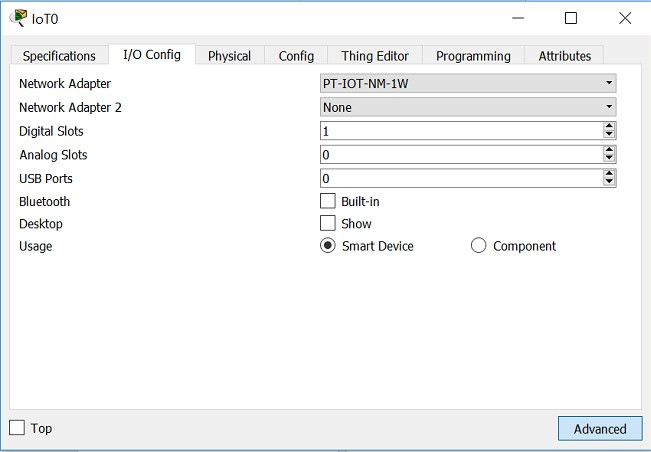 IoT0
Specifications I/O Config Physical Config Thing Editor Programming Attributes
Network Adapter PT-IOT-NM-1W
Network Adapter 2 None
Digital Slots 1
Analog Slots 0
USB Ports 0
Bluetooth Built-in
Desktop Show
Usage Smart Device Component
Top Advanced